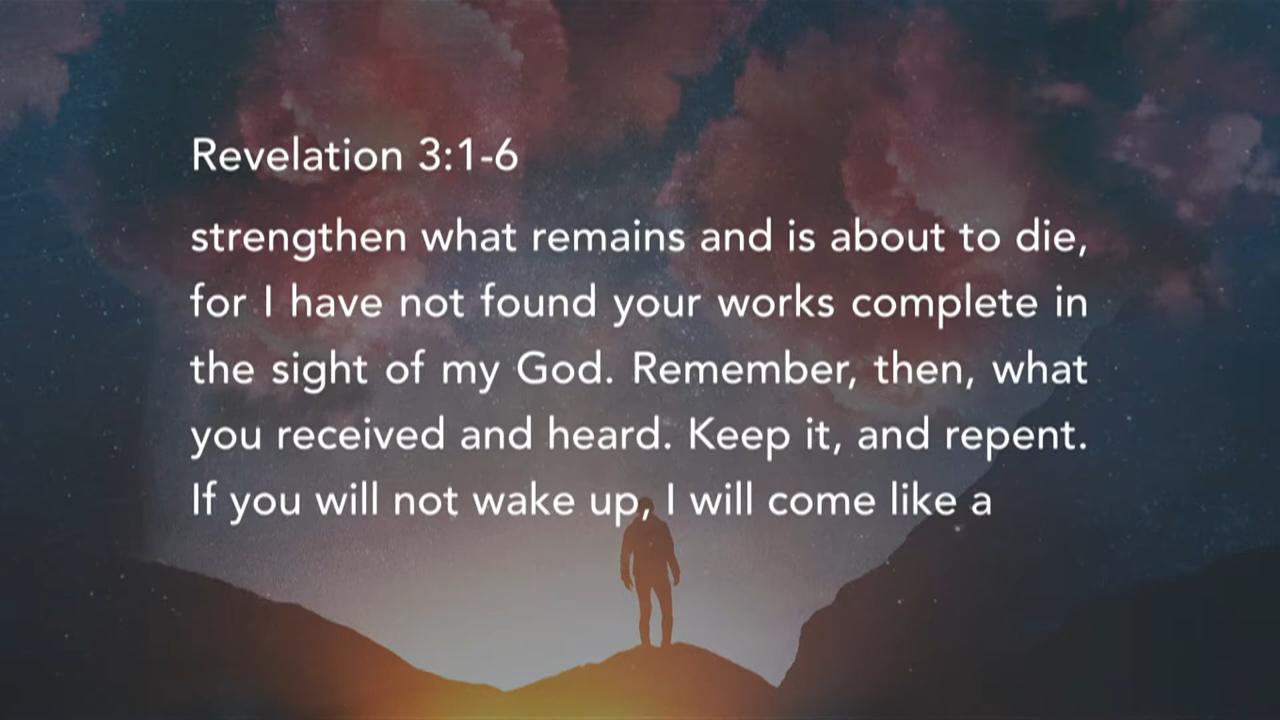 Revelation 3:1-6
strengthen what remains and is about to die,
for I have not found your works complete in
the sight of my God. Remember, then, what
you received and heard. Keep it, and repent.
If you will not wake up, I will come like a